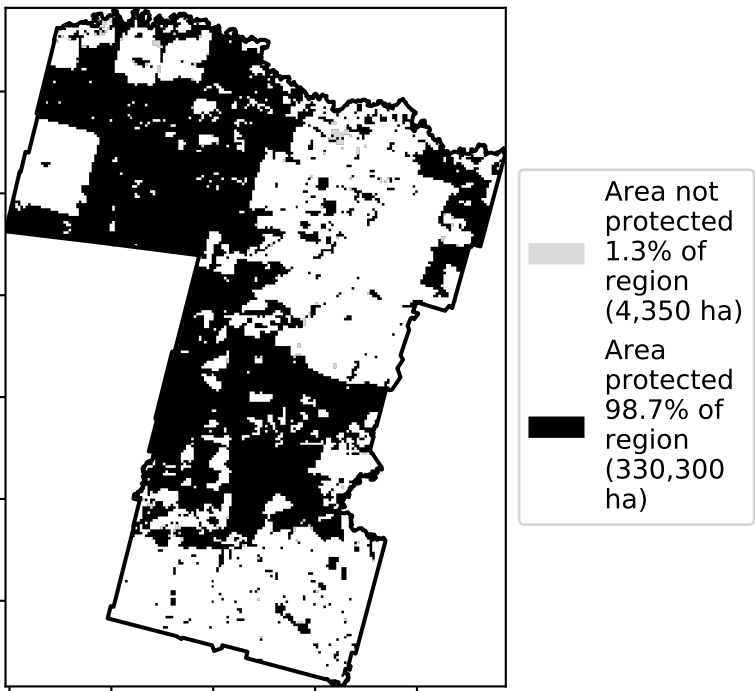 Area not
protected
1.3% of
region
(4,350 ha)
Area
protected
98.7% of
region
(330,300
ha)